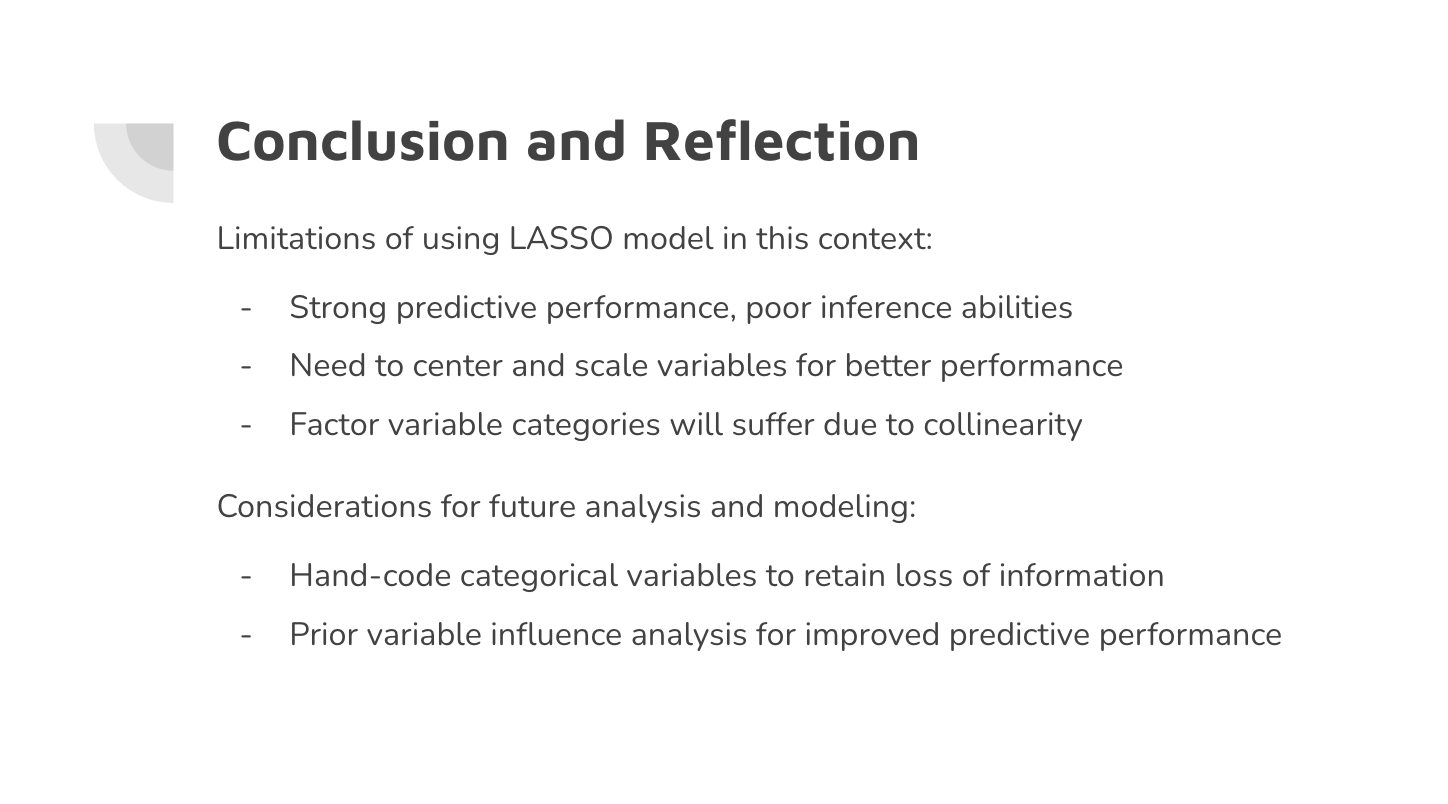 Conclusion and Reflection
Limitations of using LASSO model in this context:
- Strong predictive performance, poor inference abilities
- Need to center and scale variables for better performance
- Factor variable categories will suffer due to collinearity
Considerations for future analysis and modeling:
- Hand-code categorical variables to retain loss of information
- Prior variable influence analysis for improved predictive performance